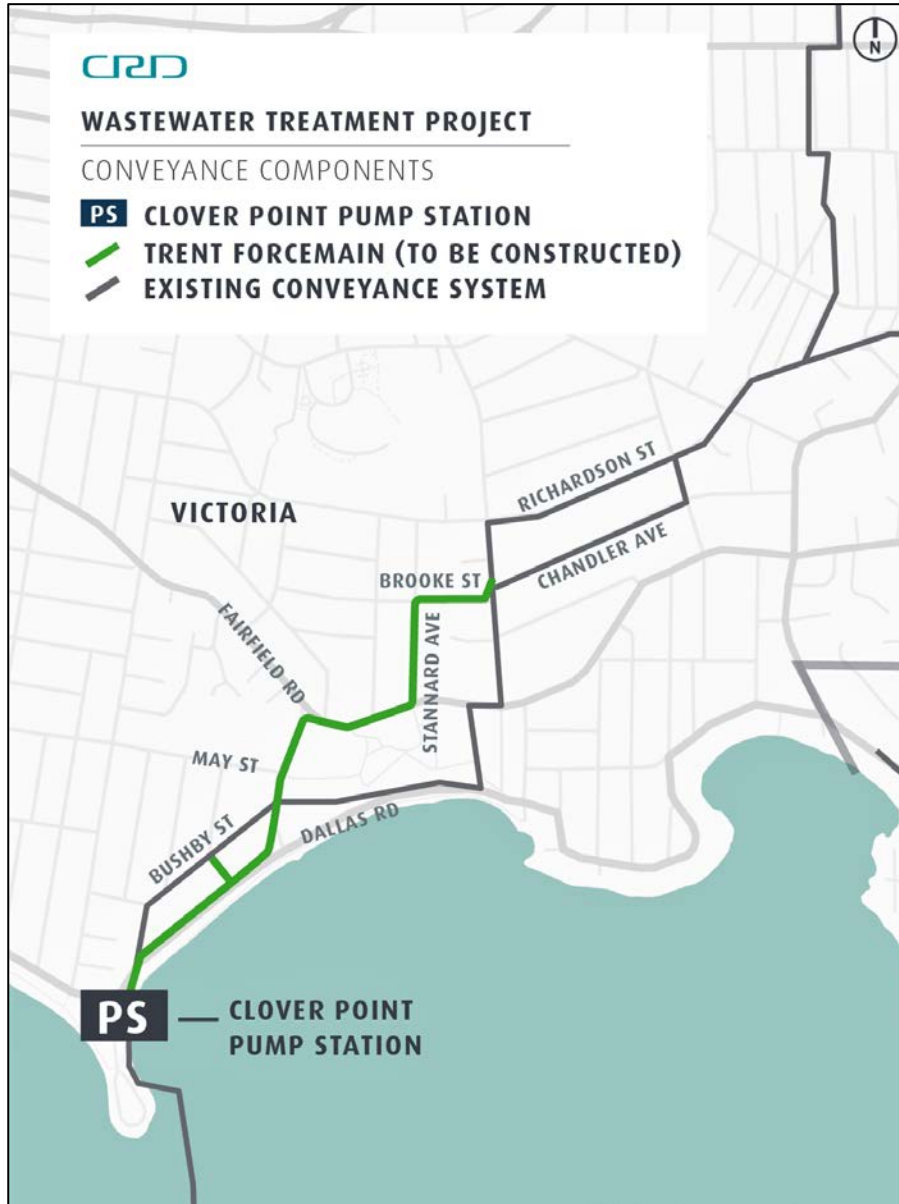 CRD
N
WASTEWATER TREATMENT PROJECT
CONVEYANCE COMPONENTS
PS CLOVER POINT PUMP STATION
TRENT FORCEMAIN (TO BE CONSTRUCTED)
EXISTING CONVEYANCE SYSTEM
RICHARDSON ST
VICTORIA
CHANDLER AVE
BROOKE ST
FAIRFIELD RD
STANNARD AVE
MAY ST
DALLAS RD
BUSHBY ST
PS
CLOVER POINT
PUMP STATION